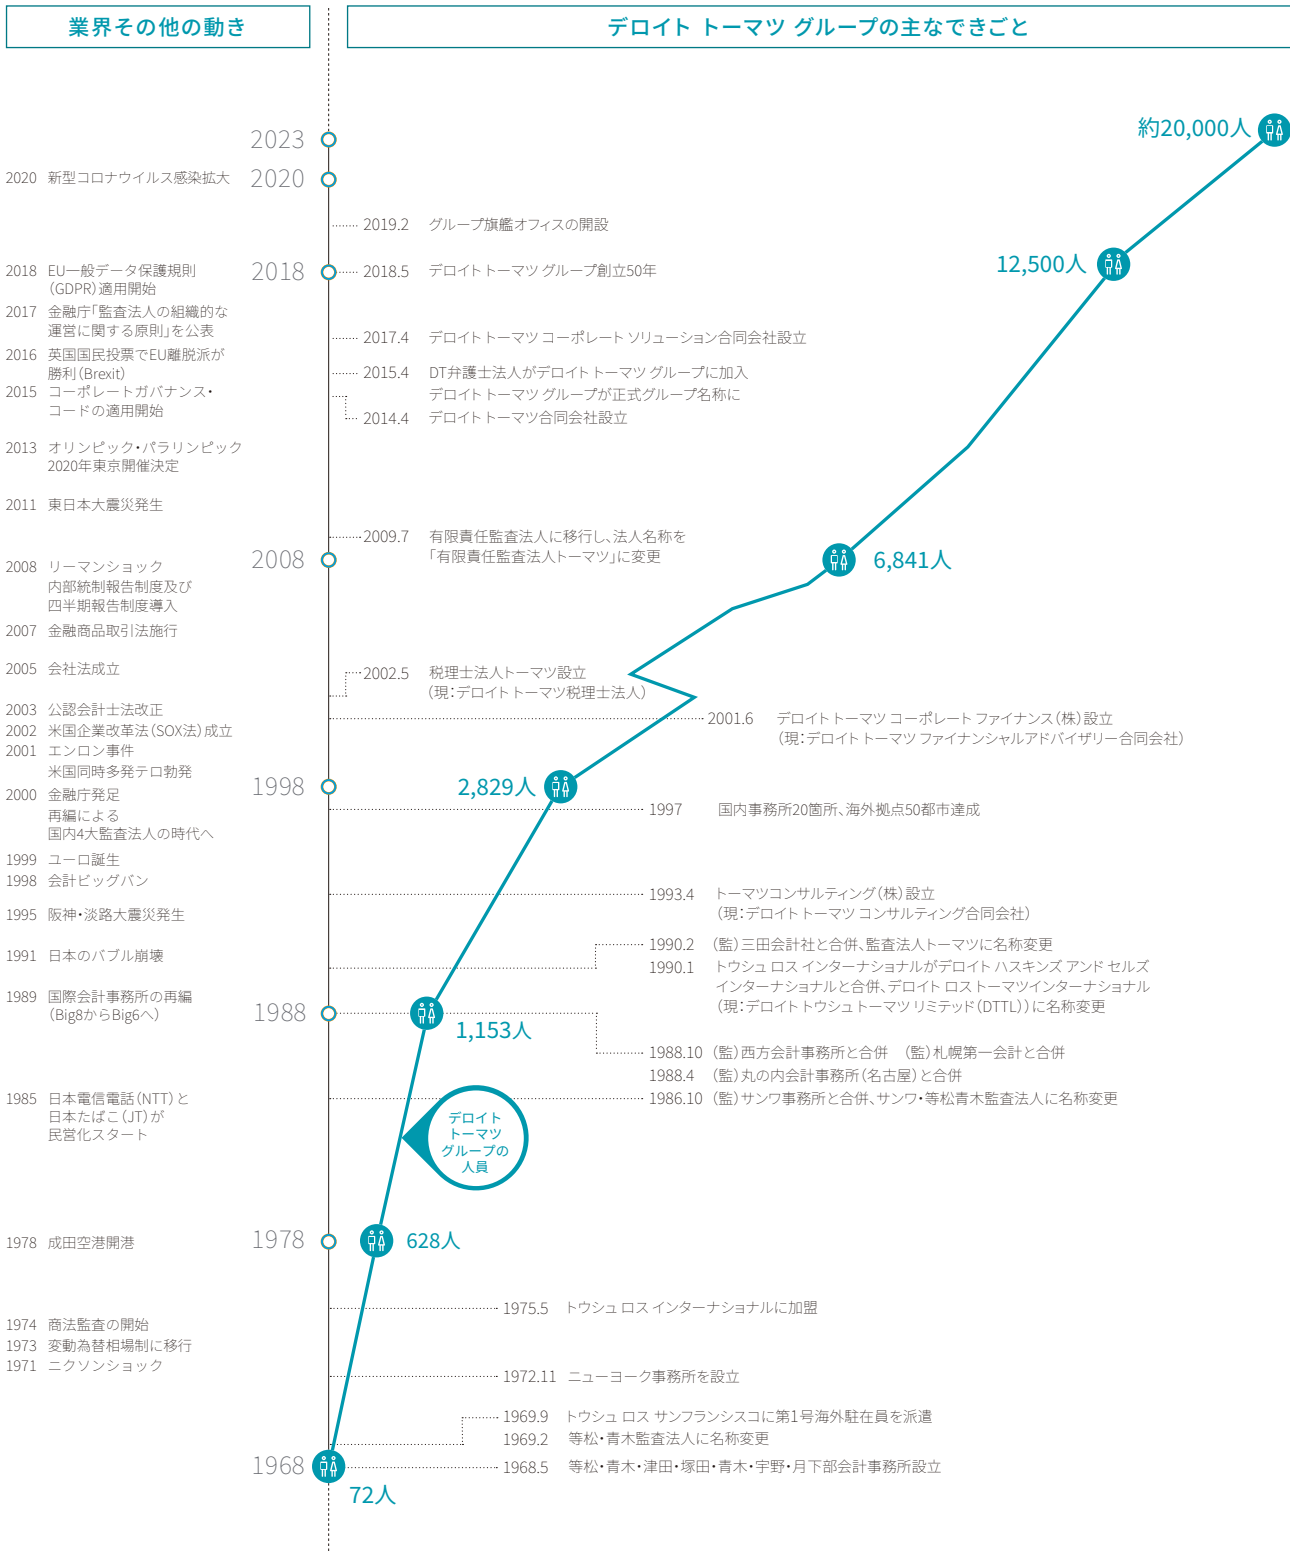 業界その他の動き
デロイト トーマツ グループの主なできごと
約20,000人
2023
2020 新型コロナウイルス感染拡大
2020
2019.2 グループ旗艦オフィスの開設
12,500人
2018 EU一般データ保護規則
(GDPR)適用開始
2018
2018.5 デロイト トーマツ グループ創立50年
2017 金融庁「監査法人の組織的な
運営に関する原則」を公表
2017.4 デロイト トーマツ コーポレート ソリューション合同会社設立
2016 英国国民投票でEU離脱派が
勝利(Brexit)
2015.4 DT弁護士法人がデロイト トーマツ グループに加入
デロイト トーマツ グループが正式グループ名称に
2015 コーポレートガバナンス・
コードの適用開始
2014.4 デロイト トーマツ合同会社設立
2013 オリンピック・パラリンピック
2020年東京開催決定
2011 東日本大震災発生
2009.7 有限責任監査法人に移行し、法人名称を
「有限責任監査法人トーマツ」に変更
2008
6,841人
2008 リーマンショック
内部統制報告制度及び
四半期報告制度導入
2007 金融商品取引法施行
2005 会社法成立
2002.5 税理士法人トーマツ設立
(現:デロイト トーマツ税理士法人)
2003 公認会計士法改正
2002 米国企業改革法(SOX法)成立
2001 エンロン事件
米国同時多発テロ勃発
2001.6 デロイト トーマツ コーポレート ファイナンス(株)設立
(現:デロイト トーマツ ファイナンシャルアドバイザリー合同会社)
1998
2,829人
2000 金融庁発足
再編による
国内4大監査法人の時代へ
1997 国内事務所20箇所、海外拠点50都市達成
1999 ユーロ誕生
1998 会計ビッグバン
1993.4 トーマツコンサルティング(株)設立
(現:デロイト トーマツ コンサルティング合同会社)
1995 阪神・淡路大震災発生
1991 日本のバブル崩壊
1990.2 (監)三田会計社と合併、監査法人トーマツに名称変更
1990.1 トウシュ ロス インターナショナルがデロイト ハスキンズ アンド セルズ
インターナショナルと合併、デロイト ロス トーマツインターナショナル
(現:デロイト トウシュ トーマツ リミテッド(DTTL))に名称変更
1989 国際会計事務所の再編
(Big8からBig6へ)
1988
1,153人
1988.10 (監)西方会計事務所と合併 (監)札幌第一会計と合併
1988.4 (監)丸の内会計事務所(名古屋)と合併
1986.10 (監)サンワ事務所と合併、サンワ・等松青木監査法人に名称変更
1985 日本電信電話(NTT)と
日本たばこ(JT)が
民営化スタート
デロイト
トーマツ
グループの
人員
1978 成田空港開港
1978
628人
1975.5 トウシュ ロス インターナショナルに加盟
1974 商法監査の開始
1973 変動為替相場制に移行
1971 ニクソンショック
1972.11 ニューヨーク事務所を設立
1969.9 トウシュ ロス サンフランシスコに第1号海外駐在員を派遣
1969.2 等松・青木監査法人に名称変更
1968
1968.5 等松・青木・津田・塚田・青木・宇野・月下部会計事務所設立
72人